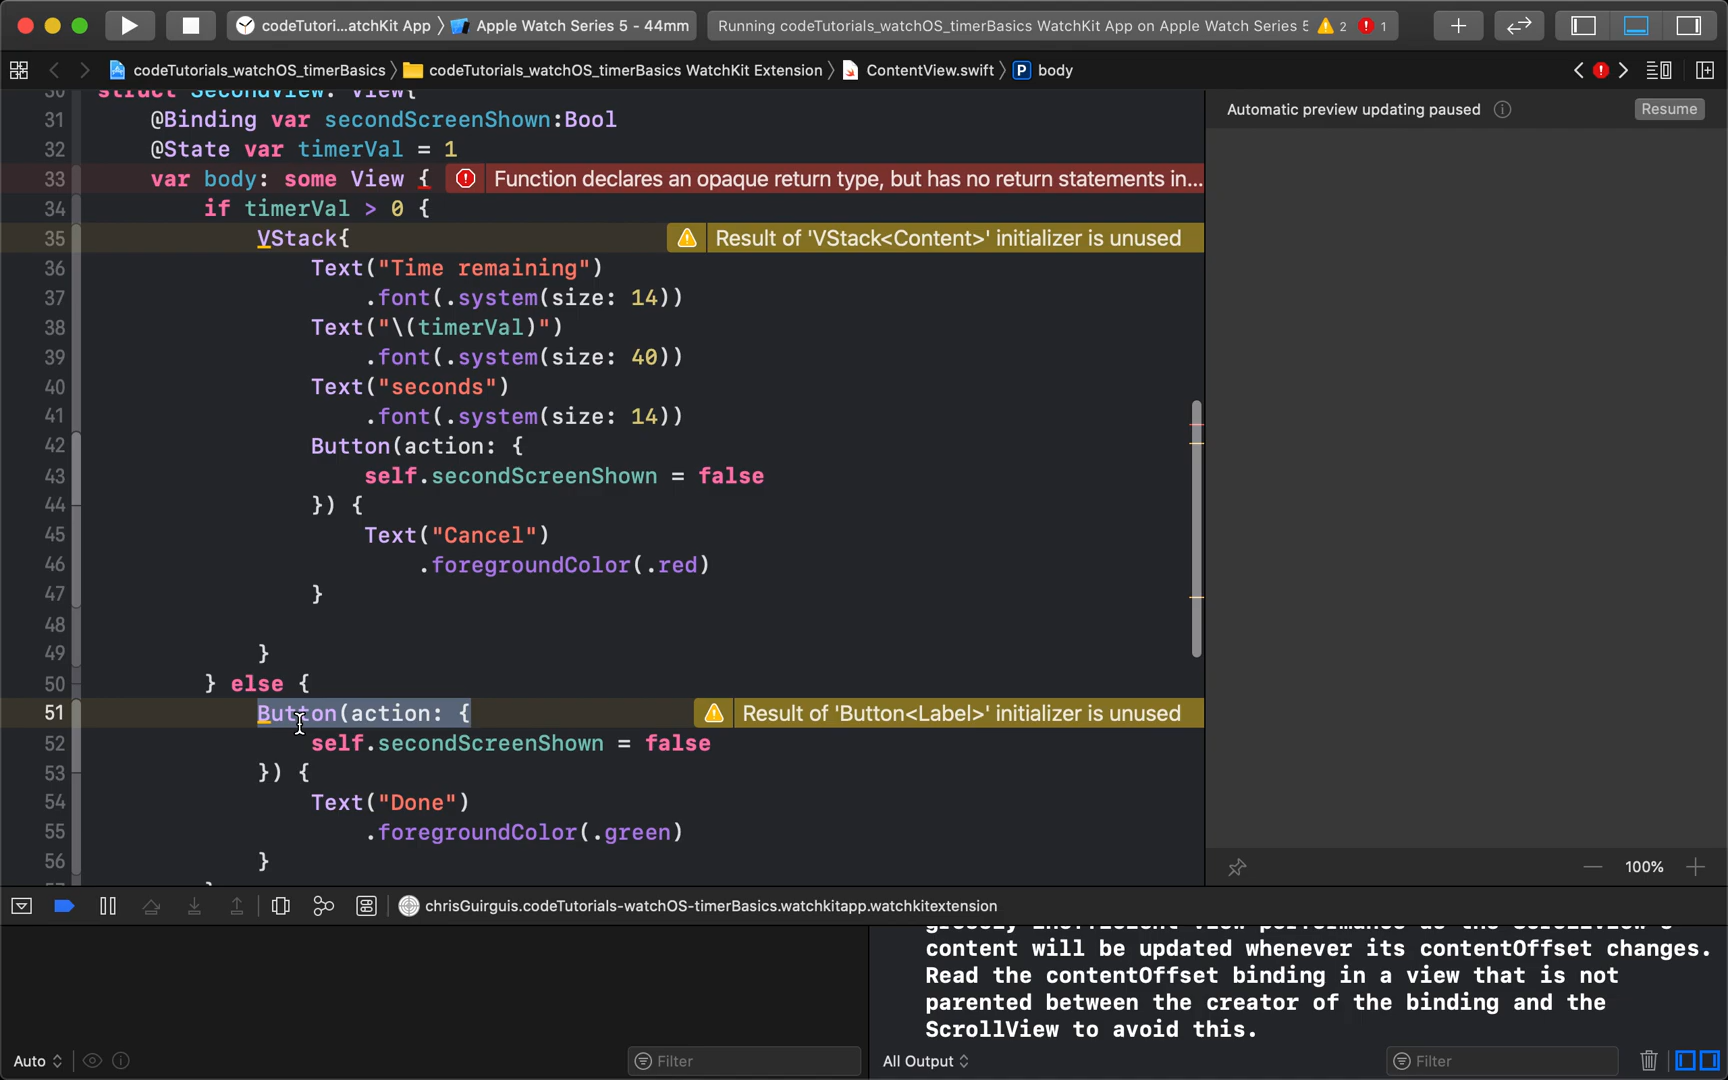 codeTutori...atchKit App 〉 Apple Watch Series 5 - 44mm
Running codeTutorials_watchOS_timerBasics WatchKit App on Apple Watch Series 5 2 1
codeTutorials_watchOS_timerBasics 〉 codeTutorials_watchOS_timerBasics WatchKit Extension 〉 ContentView.swift 〉 P body
Automatic preview updating paused
Resume
30 struct SecondView: View{
31 @Binding var secondScreenShown:Bool
32 @State var timerVal = 1
33 var body: some View { Function declares an opaque return type, but has no return statements in...
34 if timerVal > 0 {
35 VStack{ Result of 'VStack<Content>' initializer is unused
36 Text("Time remaining")
37 .font(.system(size: 14))
38 Text("\(timerVal)")
39 .font(.system(size: 40))
40 Text("seconds")
41 .font(.system(size: 14))
42 Button(action: {
43 self.secondScreenShown = false
44 }) {
45 Text("Cancel")
46 .foregroundColor(.red)
47 }
48
49 }
50 } else {
51 Button(action: { Result of 'Button<Label>' initializer is unused
52 self.secondScreenShown = false
53 }) {
54 Text("Done")
55 .foregroundColor(.green)
56 }
100%
chrisGuirguis.codeTutorials-watchOS-timerBasics.watchkitapp.watchkitextension
content will be updated whenever its contentOffset changes.
Read the contentOffset binding in a view that is not
parented between the creator of the binding and the
ScrollView to avoid this.
Auto
Filter
All Output
Filter